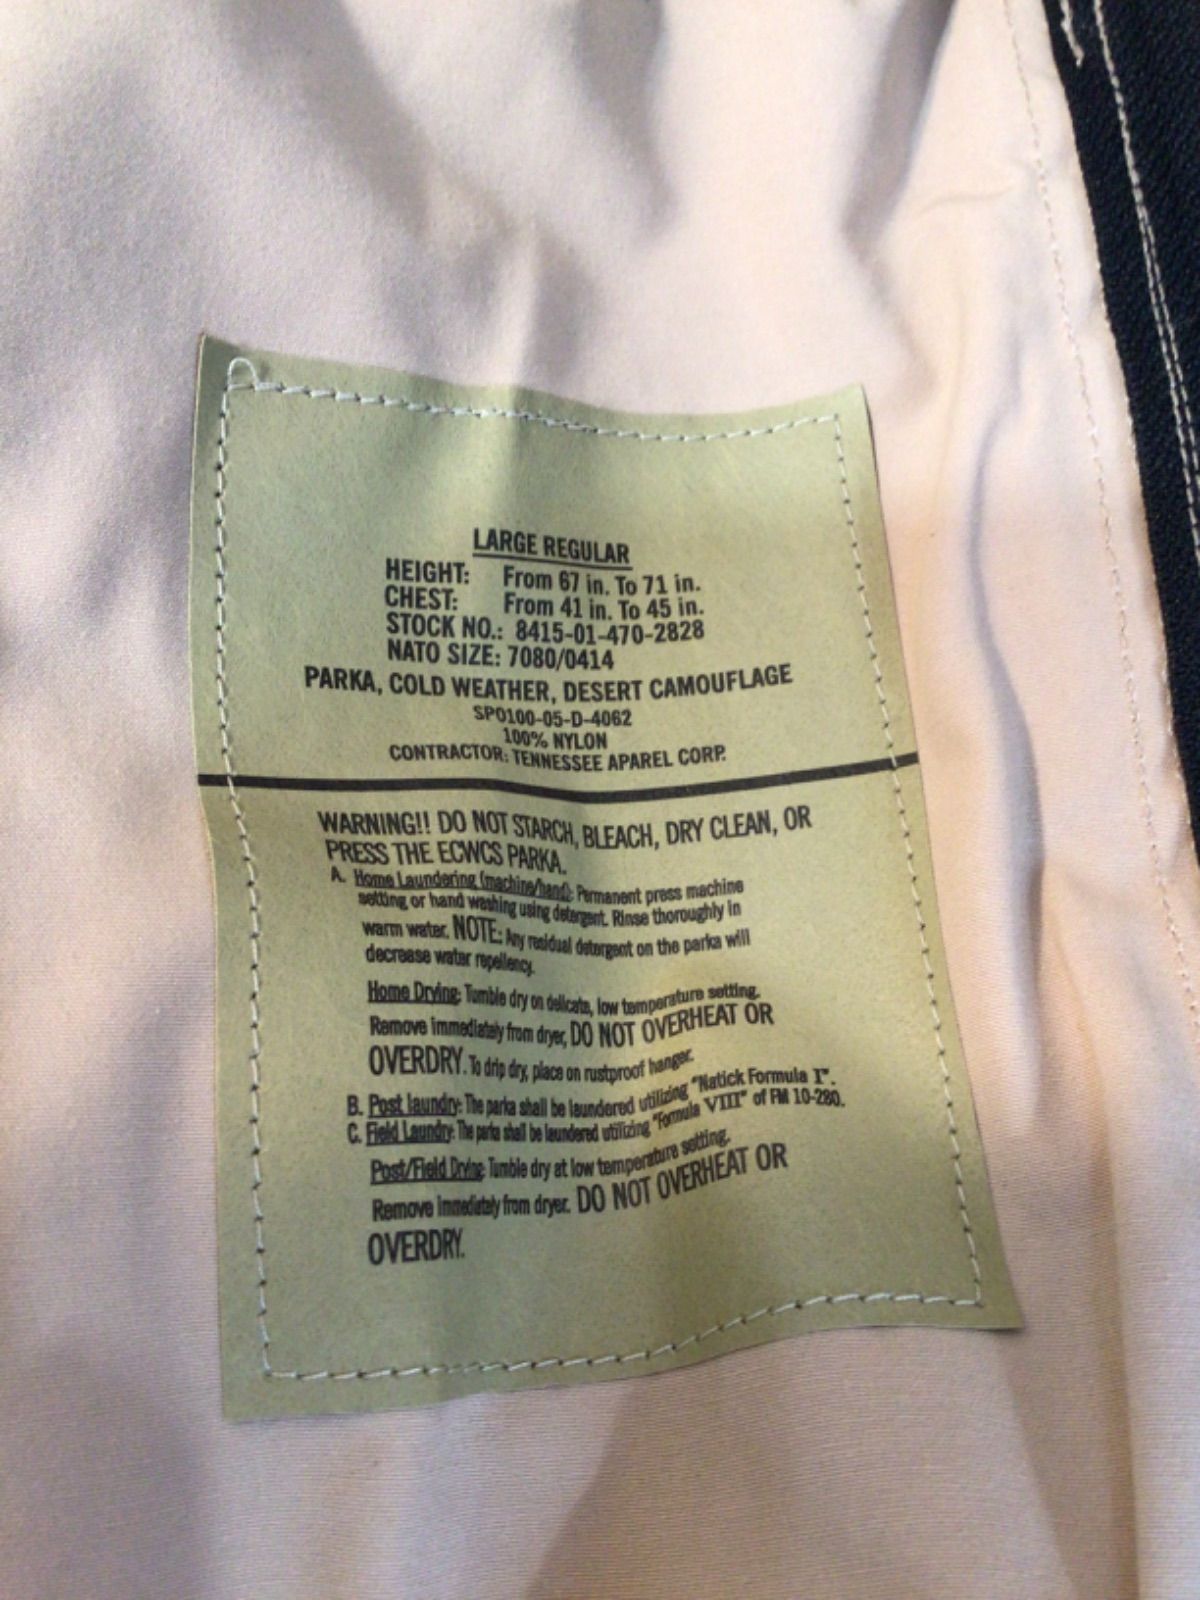 LARGE REGULAR
HEIGHT: From 67 in. To 71 in.
CHEST: From 41 in. To 45 in.
STOCK NO.: 8415-01-470-2828
NATO SIZE: 7080/0414
PARKA, COLD WEATHER, DESERT CAMOUFLAGE
SPO100-05-D-4062
100% NYLON
CONTRACTOR: TENNESSEE APAREL CORP.
WARNING!! DO NOT STARCH, BLEACH, DRY CLEAN, OR
PRESS THE ECWCS PARKA.
A. Home Laundering (machine/hand): Permanent press machine
setting or hand washing using detergent. Rinse thoroughly in
warm water. NOTE: Any residual detergent on the parka will
decrease water repellency.
Home Drying: Tumble dry on delicate, low temperature setting.
Remove immediately from dryer, DO NOT OVERHEAT OR
OVERDRY. To drip dry, place on rustproof hanger.
B. Post laundry: The parka shall be laundered utilizing "Natick Formula I".
C. Field Laundry: The parka shall be laundered utilizing "Formula VIII" of FM 10-280.
Post/Field Drying: Tumble dry at low temperature setting.
Remove immediately from dryer. DO NOT OVERHEAT OR
OVERDRY.